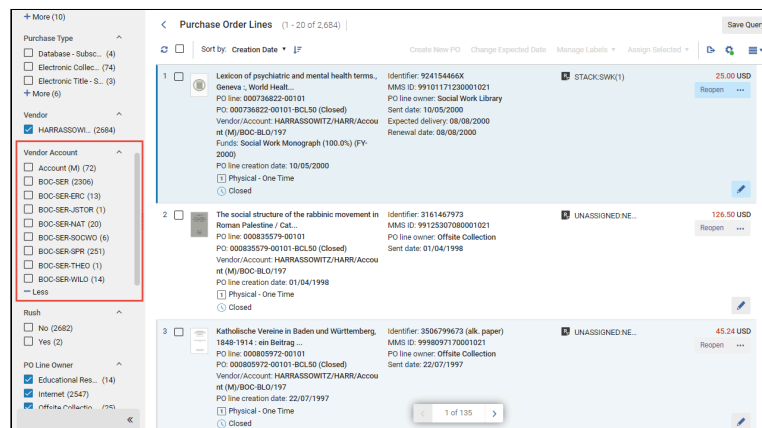 + More (10)
Purchase Type
Database - Subsc... (4)
Electronic Collec... (74)
Electronic Title - S... (3)
+ More (6)
Vendor
HARRASSOWI... (2684)
Vendor Account
Account (M) (72)
BOC-SER (2306)
BOC-SER-ERC (13)
BOC-SER-JSTOR (1)
BOC-SER-NAT (20)
BOC-SER-SOCWO (6)
BOC-SER-SPR (251)
BOC-SER-THEO (1)
BOC-SER-WILO (14)
— Less
Rush
No (2682)
Yes (2)
PO Line Owner
Educational Res... (14)
Internet (2547)
Offsite Collectio... (25)
Purchase Order Lines (1 - 20 of 2,684)
Save Query
Sort by: Creation Date
Create New PO Change Expected Date Manage Labels Assign Selected
1
Lexicon of psychiatric and mental health terms.,
Geneva :, World Healt...
PO line: 000736822-00101
PO: 000736822-00101-BCL50 (Closed)
Vendor/Account: HARRASSOWITZ/HARR/Accou
nt (M)/BOC-BLO/197
Funds: Social Work Monograph (100.0%) (FY-
2000)
PO line creation date: 10/05/2000
Physical - One Time
Closed
Identifier: 924154466X
MMS ID: 99101171230001021
PO line owner: Social Work Library
Sent date: 10/05/2000
Expected delivery: 08/08/2000
Renewal date: 08/08/2000
STACK:SWK(1)
25.00 USD
Reopen ...
2
The social structure of the rabbinic movement in
Roman Palestine / Cat...
PO line: 000835579-00101
PO: 000835579-00101-BCL50 (Closed)
Vendor/Account: HARRASSOWITZ/HARR/Accou
nt (M)/BOC-BLO/197
PO line creation date: 01/04/1998
Physical - One Time
Closed
Identifier: 3161467973
MMS ID: 99125307080001021
PO line owner: Offsite Collection
Sent date: 01/04/1998
UNASSIGNED:NE...
126.50 USD
Reopen ...
3
Katholische Vereine in Baden und Württemberg,
1848-1914 : ein Beitrag ...
PO line: 000805972-00101
PO: 000805972-00101-BCL50 (Closed)
Vendor/Account: HARRASSOWITZ/HARR/Accou
nt (M)/BOC-BLO/197
PO line creation date: 22/07/1997
Physical - One Time
Closed
Identifier: 3506799673 (alk. paper)
MMS ID: 9998097170001021
PO line owner: Offsite Collection
Sent date: 22/07/1997
UNASSIGNED:NE...
45.24 USD
Reopen ...
1 of 135